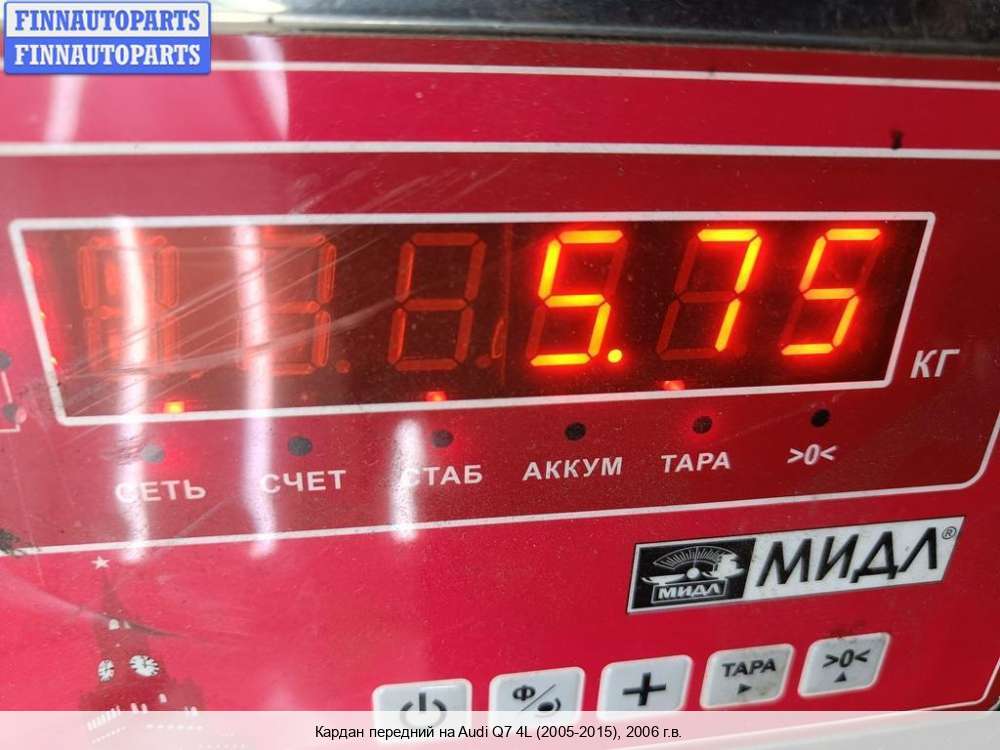 FINNAUTOPARTS
FINNAUTOPARTS
5.75
КГ
СЕТЬ СЧЕТ СТАБ АККУМ ТАРА >0<
МИДЛ МИДЛ®
Ф + ТАРА >0<
Кардан передний на Audi Q7 4L (2005-2015), 2006 г.в.